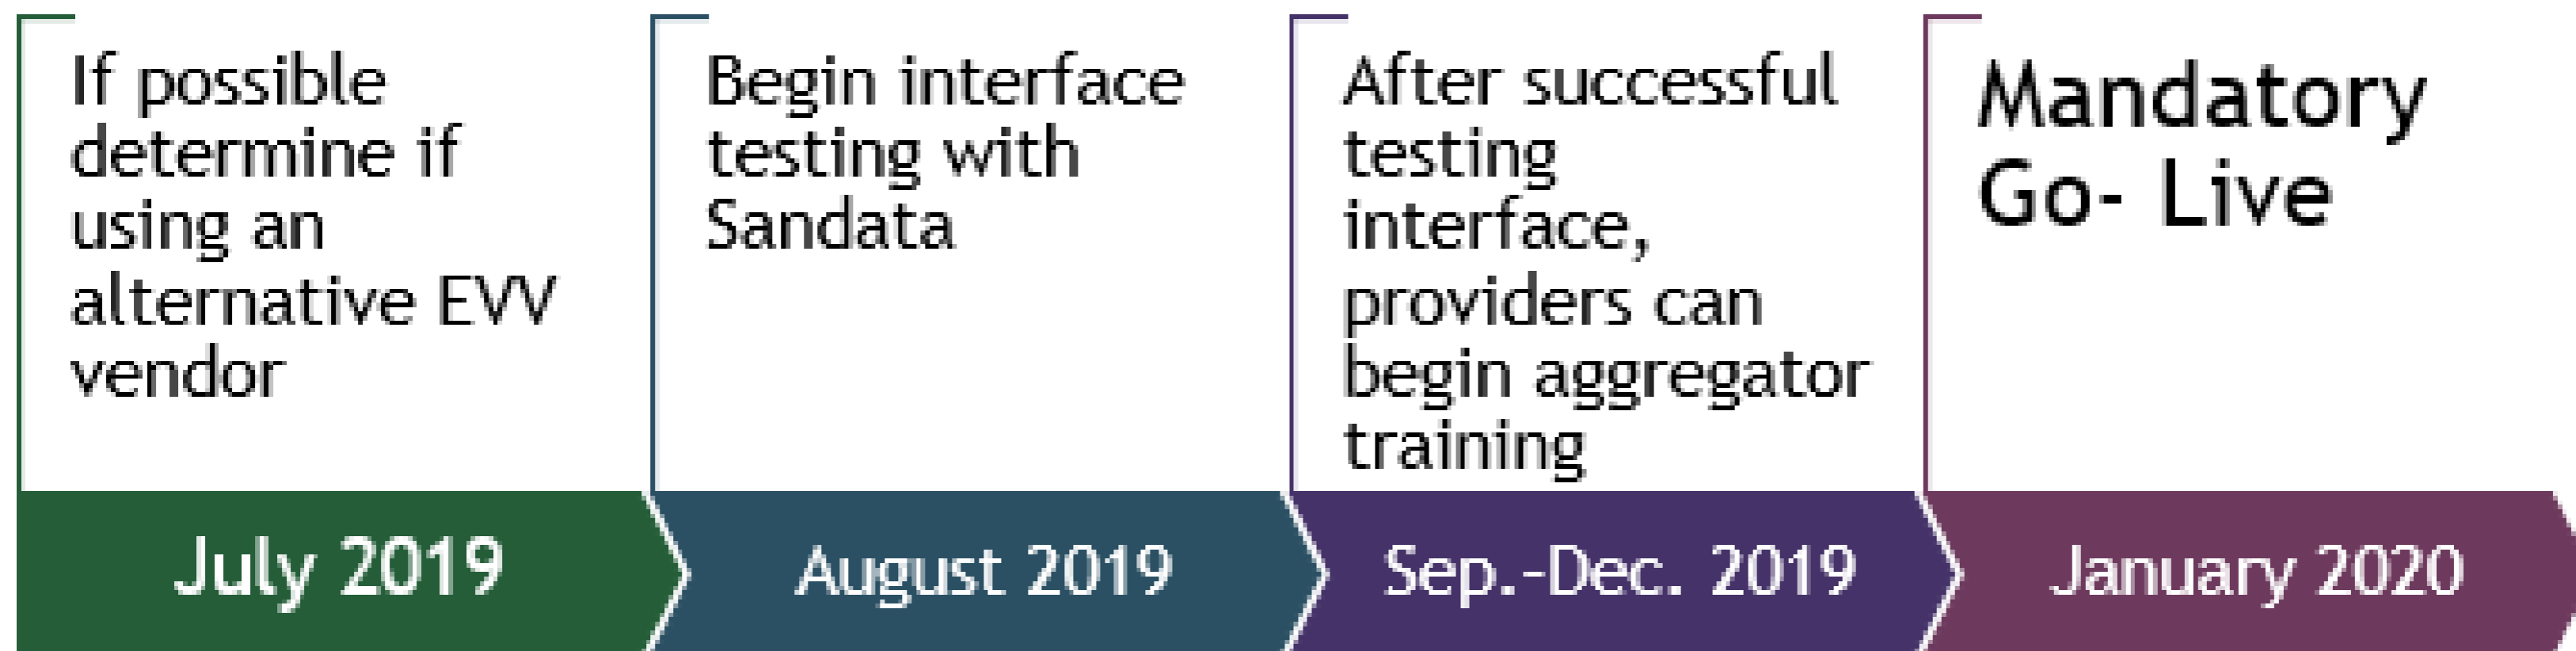 If possible
determine if
using an
alternative EVV
vendor
July 2019
Begin interface
testing with
Sandata
August 2019
After successful
testing
interface,
providers can
begin aggregator
training
Sep.-Dec. 2019
Mandatory
Go- Live
January 2020